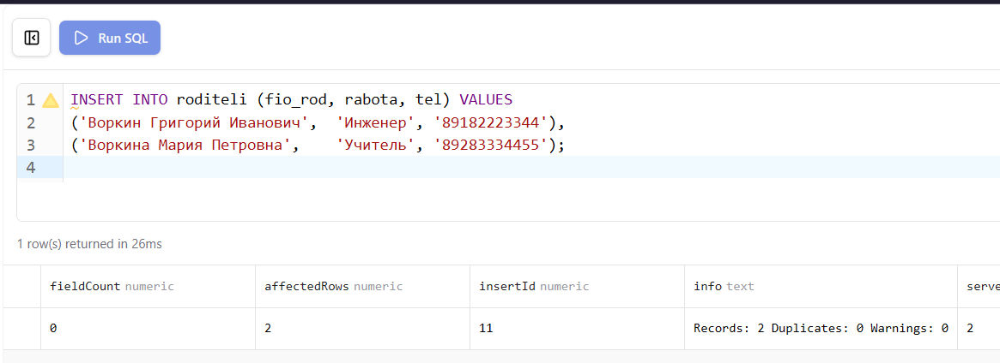 Run SQL
1 INSERT INTO roditeli (fio_rod, rabota, tel) VALUES
2 ('Воркин Григорий Иванович', 'Инженер', '89182223344'),
3 ('Воркина Мария Петровна', 'Учитель', '89283334455');
4
1 row(s) returned in 26ms
fieldCount numeric affectedRows numeric insertId numeric info text serve
0 2 11 Records: 2 Duplicates: 0 Warnings: 0 2